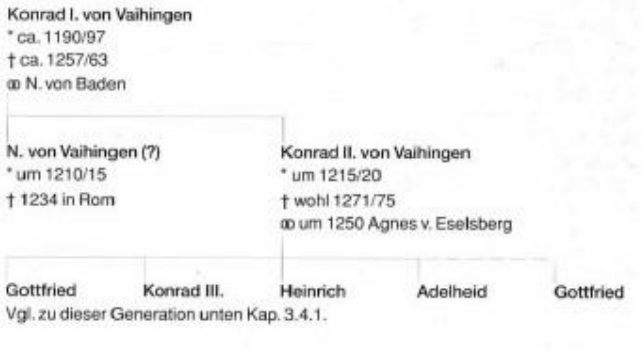 Konrad I. von Vaihingen
* ca. 1190/97
† ca. 1257/63
⚭ N. von Baden
N. von Vaihingen (?)
* um 1210/15
† 1234 in Rom
Konrad II. von Vaihingen
* um 1215/20
† wohl 1271/75
⚭ um 1250 Agnes v. Eselsberg
Gottfried Konrad III. Heinrich Adelheid Gottfried
Vgl. zu dieser Generation unten Kap. 3.4.1.